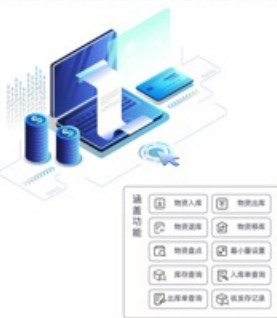 涵盖功能
物资入库
物资出库
物资退库
物资移库
物资盘点
最小量设置
库存查询
入库单查询
出库单查询
收发存记录